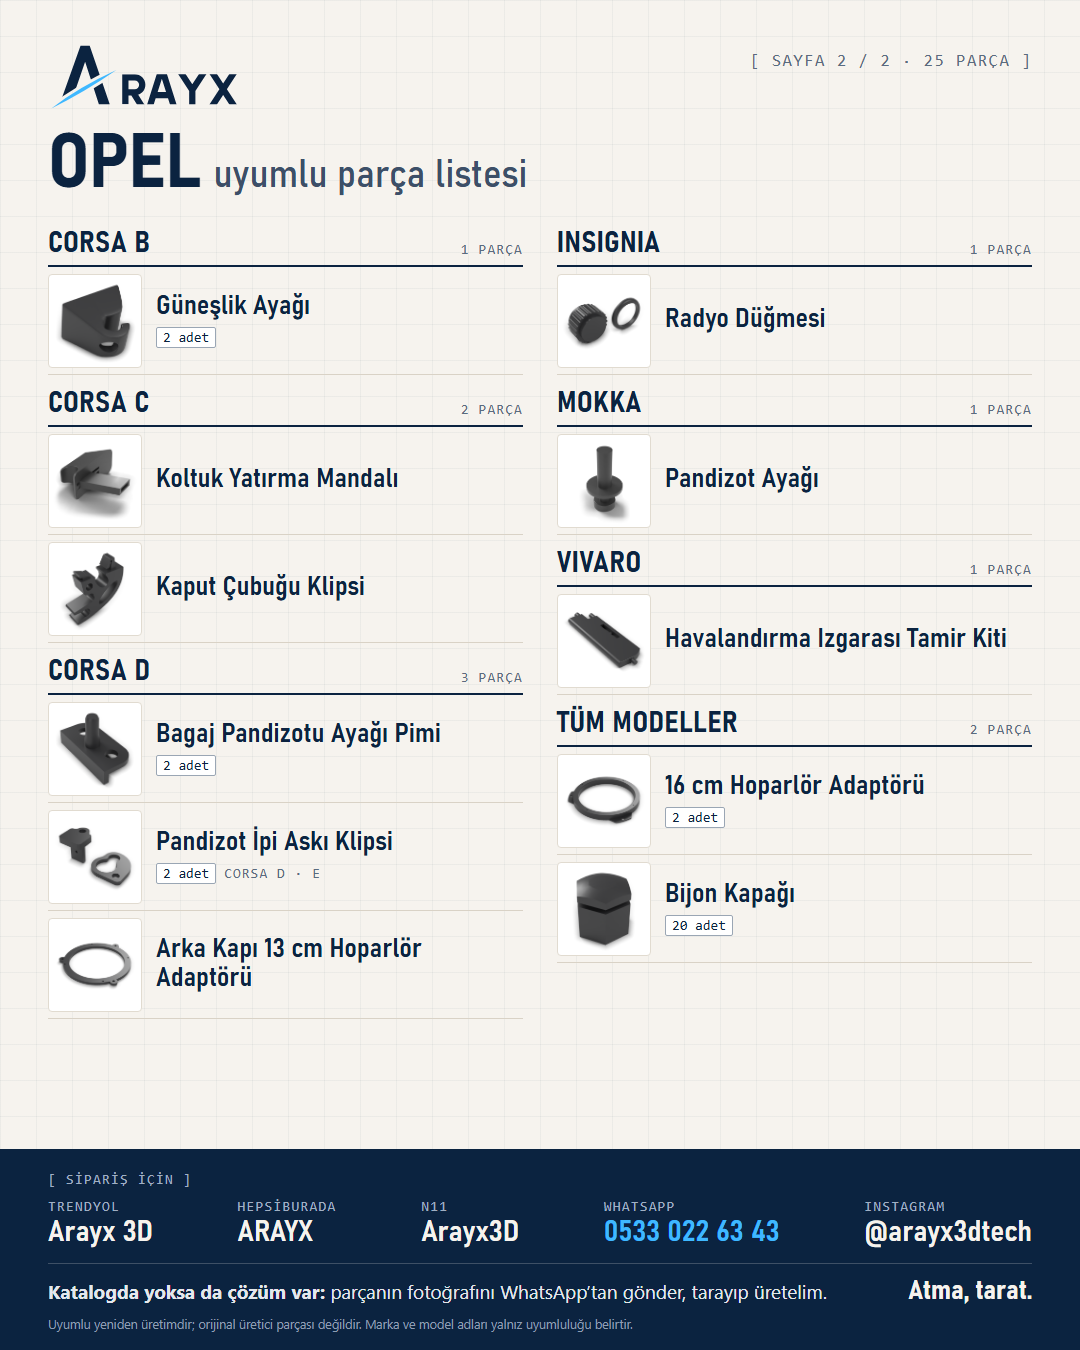 ARAYX
[ SAYFA 2 / 2 · 25 PARÇA ]
OPEL uyumlu parça listesi
CORSA B
1 PARÇA
Güneşlik Ayağı
2 adet
CORSA C
2 PARÇA
Koltuk Yatırma Mandalı
Kaput Çubuğu Klipsi
CORSA D
3 PARÇA
Bagaj Pandizotu Ayağı Pimi
2 adet
Pandizot İpi Askı Klipsi
2 adet CORSA D · E
Arka Kapı 13 cm Hoparlör
Adaptörü
INSIGNIA
1 PARÇA
Radyo Düğmesi
MOKKA
1 PARÇA
Pandizot Ayağı
VIVARO
1 PARÇA
Havalandırma Izgarası Tamir Kiti
TÜM MODELLER
2 PARÇA
16 cm Hoparlör Adaptörü
2 adet
Bijon Kapağı
20 adet
[ SİPARİŞ İÇİN ]
TRENDYOL
Arayx 3D
HEPSİBURADA
ARAYX
N11
Arayx3D
WHATSAPP
0533 022 63 43
INSTAGRAM
@arayx3dtech
Katalogda yoksa da çözüm var: parçanın fotoğrafını WhatsApp'tan gönder, tarayıp üretelim.
Atma, tarat.
Uyumlu yeniden üretimdir; orijinal üretici parçası değildir. Marka ve model adları yalnız uyumluluğu belirtir.